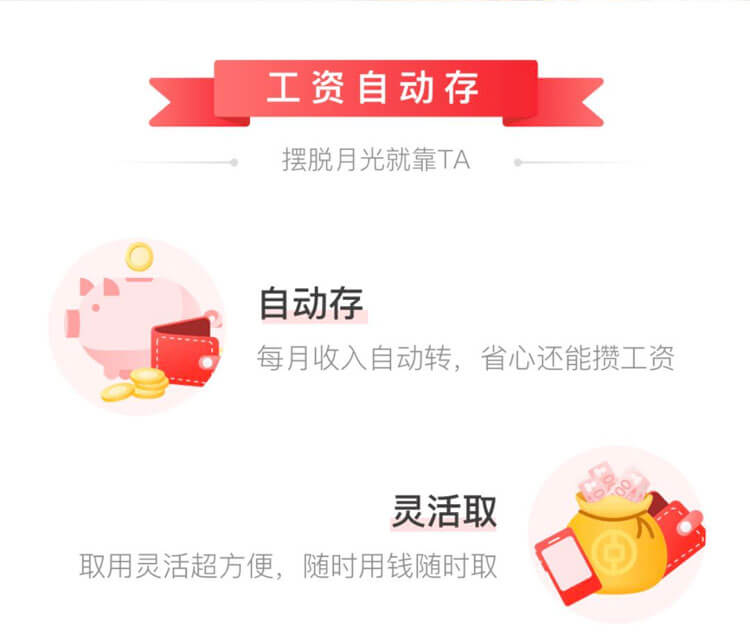 工资自动存
摆脱月光就靠TA
自动存
每月收入自动转，省心还能攒工资
灵活取
取用灵活超方便，随时用钱随时取